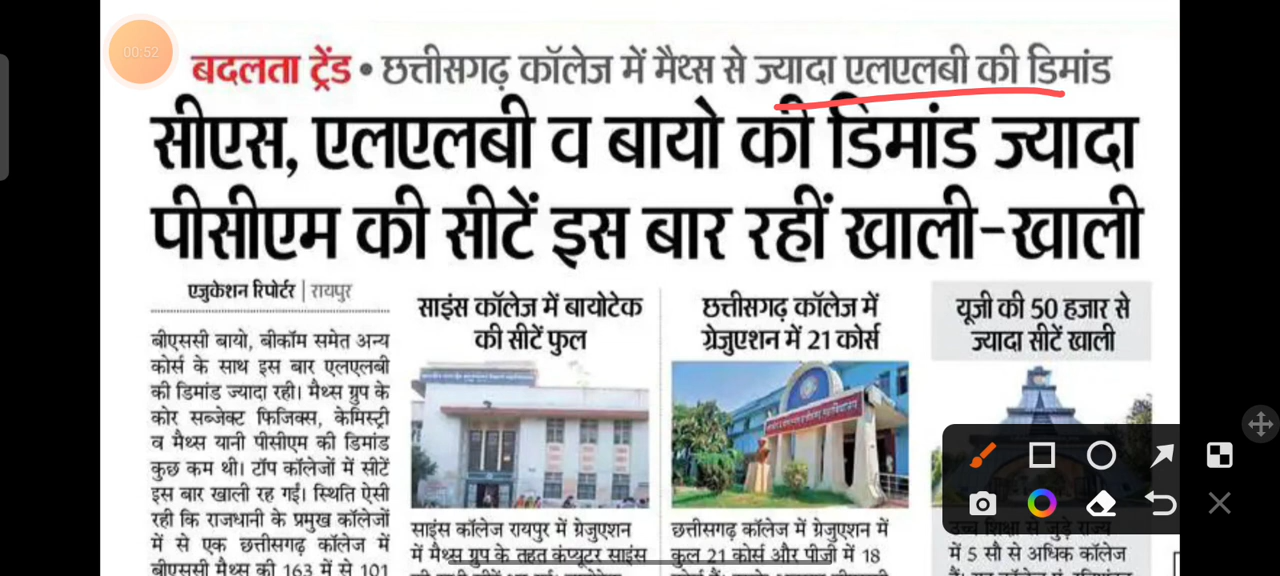 00:52
बदलता ट्रेंड • छत्तीसगढ़ कॉलेज में मैथ्स से ज्यादा एलएलबी की डिमांड
सीएस, एलएलबी व बायो की डिमांड ज्यादा
पीसीएम की सीटें इस बार रहीं खाली-खाली
एजुकेशन रिपोर्टर | रायपुर
बीएससी बायो, बीकॉम समेत अन्य
कोर्स के साथ इस बार एलएलबी
की डिमांड ज्यादा रही। मैथ्स ग्रुप के
कोर सब्जेक्ट फिजिक्स, केमिस्ट्री
व मैथ्स यानी पीसीएम की डिमांड
कुछ कम थी। टॉप कॉलेजों में सीटें
इस बार खाली रह गईं। स्थिति ऐसी
रही कि राजधानी के प्रमुख कॉलेजों
में से एक छत्तीसगढ़ कॉलेज में
बीएससी मैथ्स की 163 में से 101
साइंस कॉलेज में बायोटेक
की सीटें फुल
साइंस कॉलेज रायपुर में ग्रेजुएशन
में मैथ्स ग्रुप के तहत कंप्यूटर साइंस
छत्तीसगढ़ कॉलेज में
ग्रेजुएशन में 21 कोर्स
छत्तीसगढ़ कॉलेज में ग्रेजुएशन में
कुल 21 कोर्स और पीजी में 18
यूजी की 50 हजार से
ज्यादा सीटें खाली
उच्च शिक्षा से जुड़े राज्य
में 5 सौ से अधिक कॉलेज